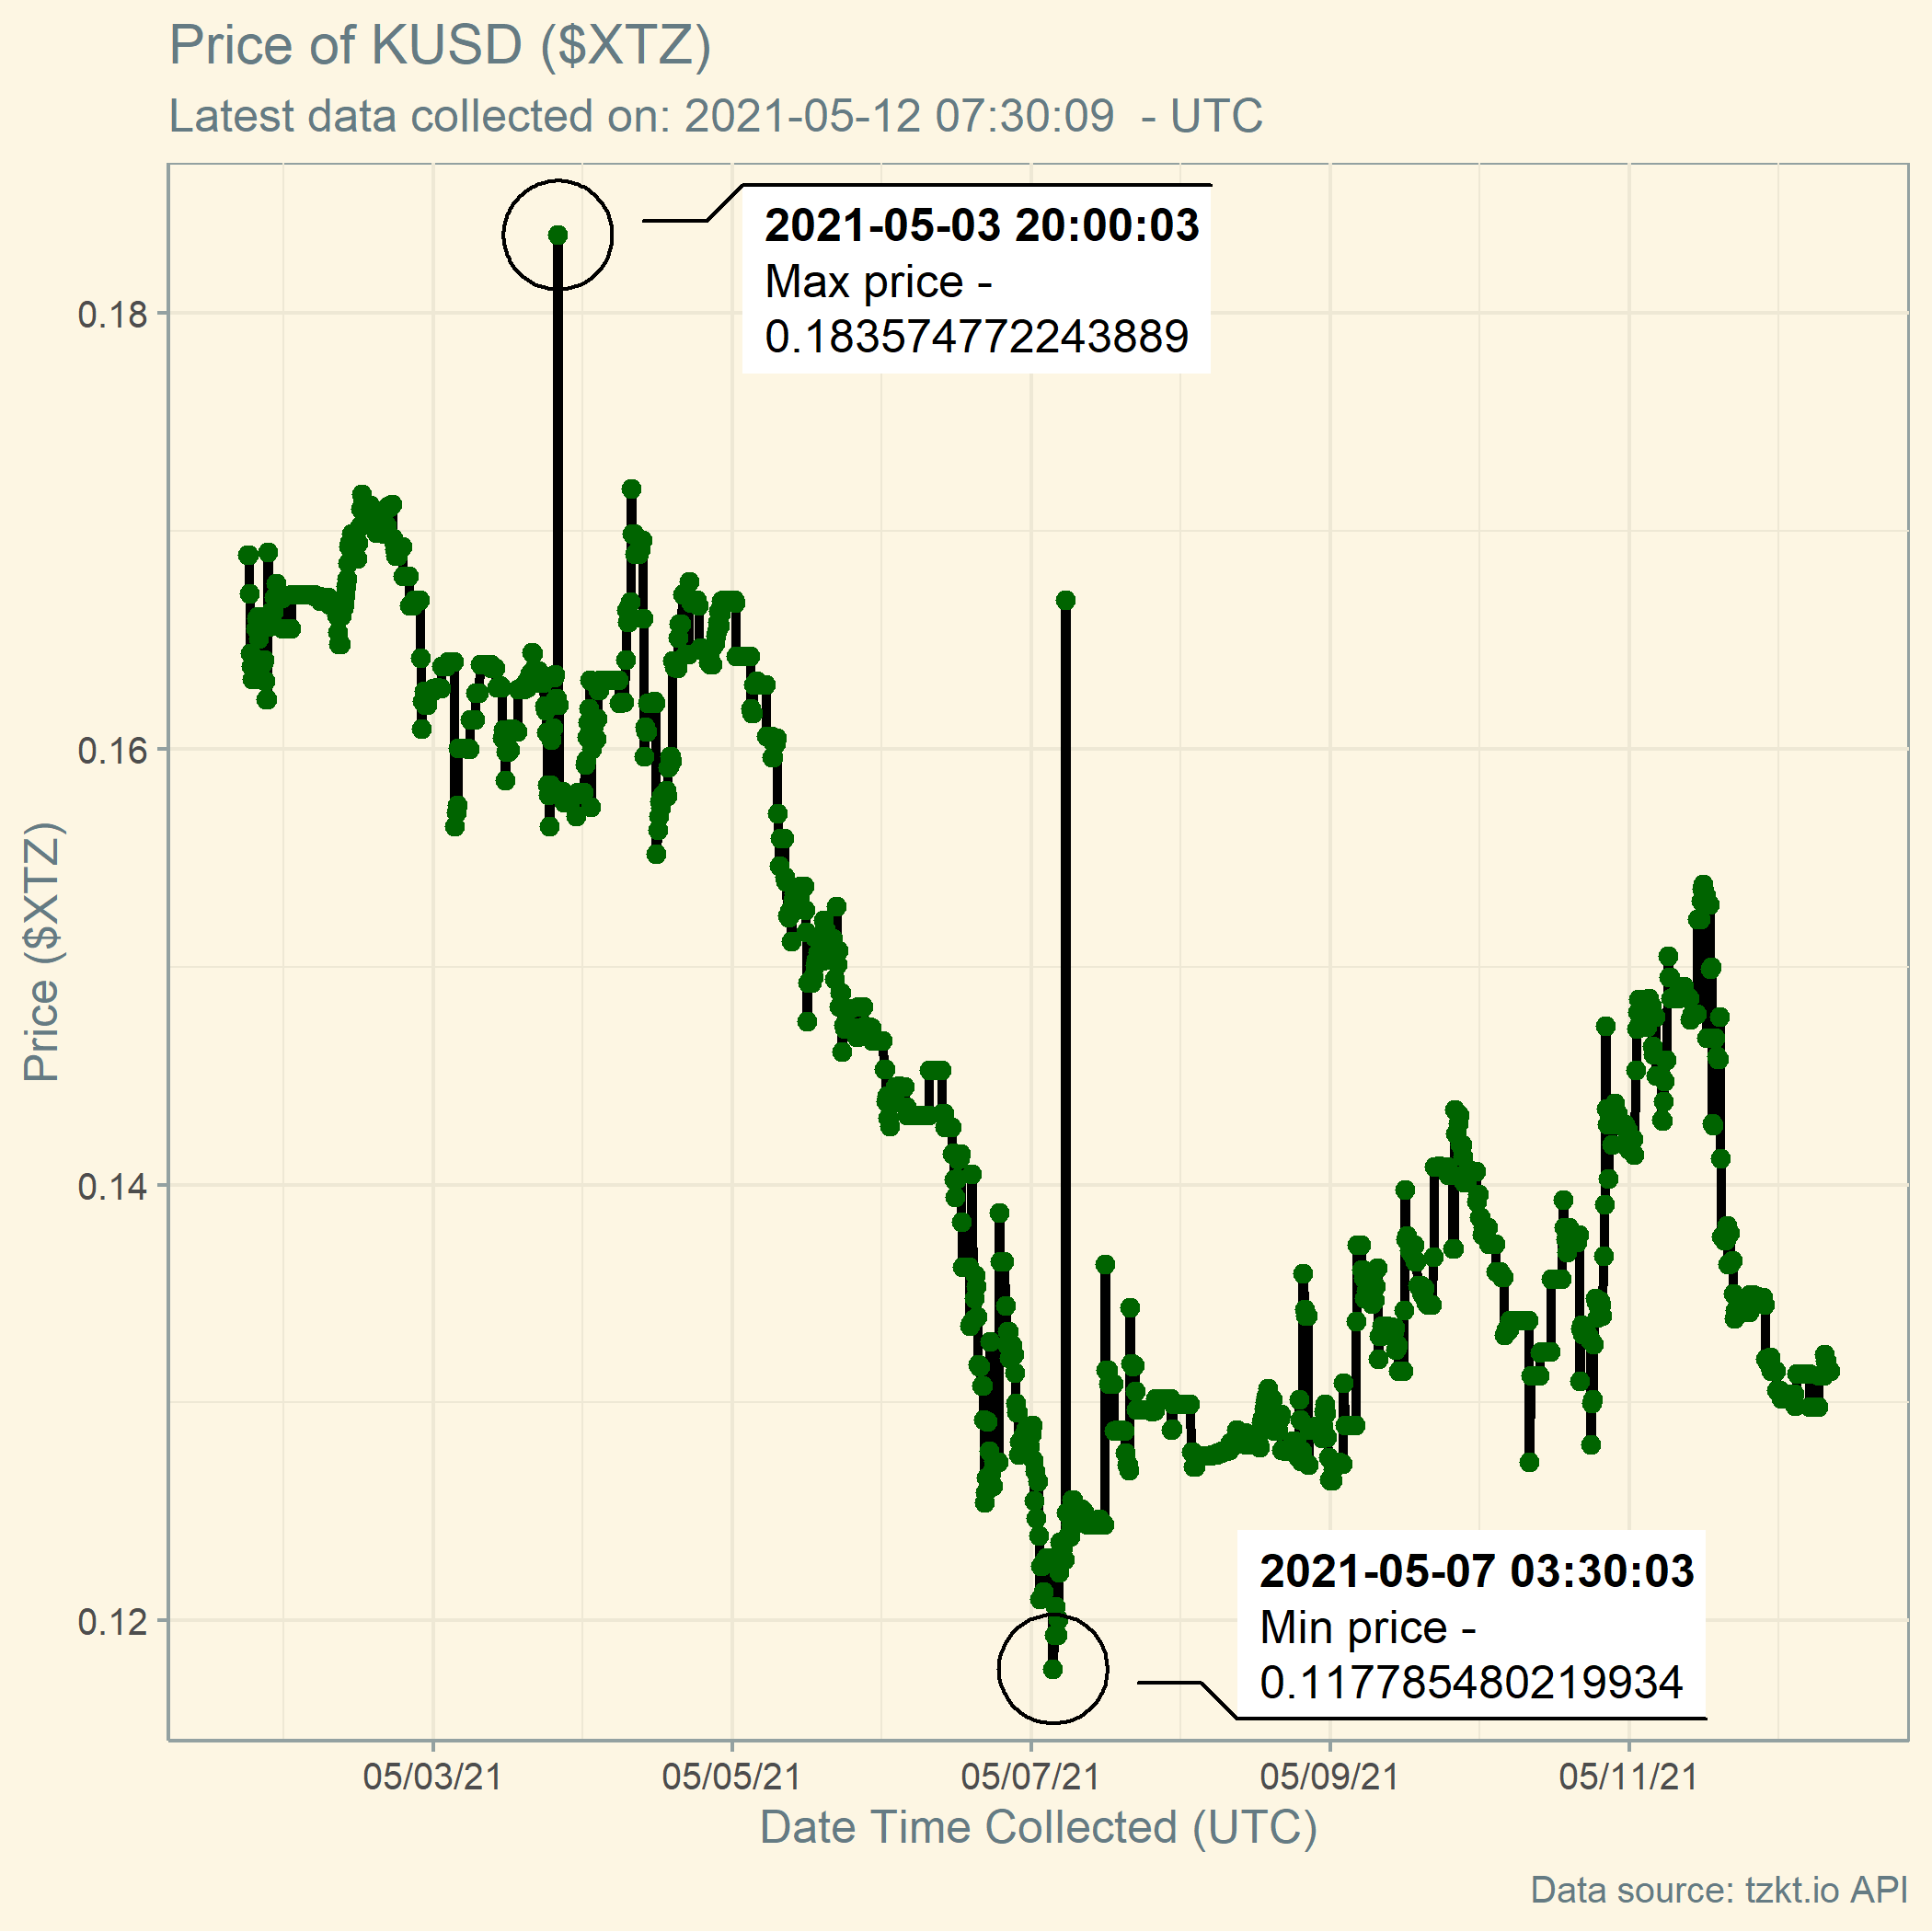 Price of KUSD ($XTZ)
Latest data collected on: 2021-05-12 07:30:09  - UTC
2021-05-03 20:00:03
Max price -
0.183574772243889
0.18
0.16
0.14
0.12
Price ($XTZ)
2021-05-07 03:30:03
Min price -
0.117785480219934
05/03/21
05/05/21
05/07/21
05/09/21
05/11/21
Date Time Collected (UTC)
Data source: tzkt.io API